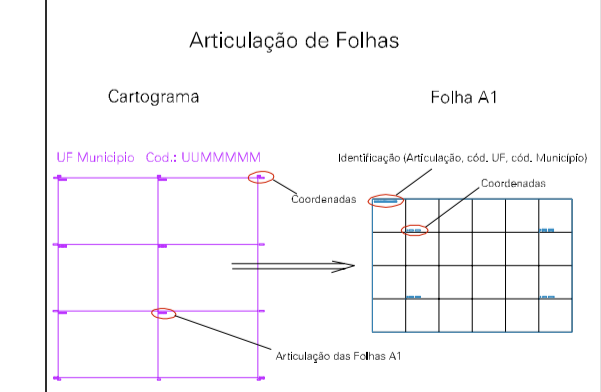 Articulação de Folhas
Cartograma
Folha A1
UF Municipio Cod.: UUMMMMM
Identificação (Articulação, cód. UF, cód. Município)
Coordenadas
Coordenadas
Articulação das Folhas A1